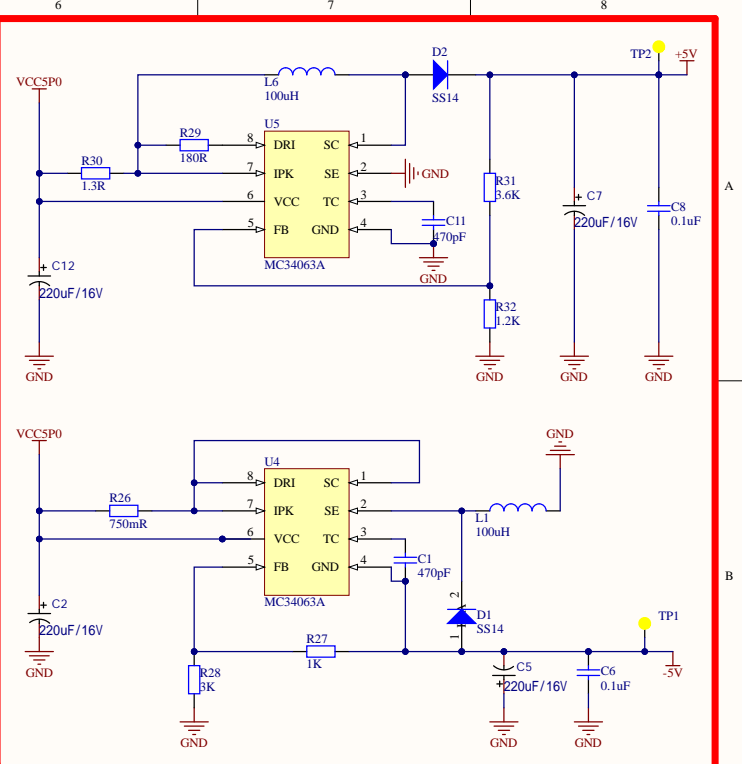 6 7 8
TP2 +5V
D2
VCC5P0
L6
100uH
SS14
U5
R29
8 DRI SC 1
180R
R30
7 IPK SE 2 GND
1.3R
A
R31
3.6K
6 VCC TC 3
C7
220uF/16V
C8
0.1uF
5 FB GND 4
C11
470pF
MC34063A
C12
GND
220uF/16V
R32
1.2K
GND GND GND GND
VCC5P0
GND
U4
8 DRI SC 1
R26
7 IPK SE 2
750mR
L1
100uH
6 VCC TC 3
C1
470pF
5 FB GND 4
B
MC34063A
C2
220uF/16V
2
D1
SS14
1
TP1
R27
1K
GND
R28
3K
C5
220uF/16V
C6
0.1uF
-5V
GND GND GND